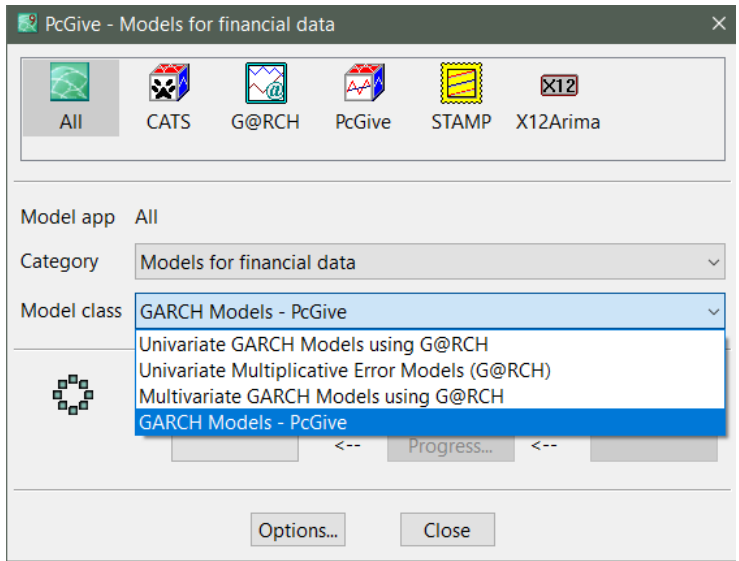 PcGive - Models for financial data
All CATS G@RCH PcGive STAMP X12Arima
X12
Model app All
Category Models for financial data
Model class GARCH Models - PcGive
Univariate GARCH Models using G@RCH
Univariate Multiplicative Error Models (G@RCH)
Multivariate GARCH Models using G@RCH
GARCH Models - PcGive
<-- Progress... <--
Options... Close